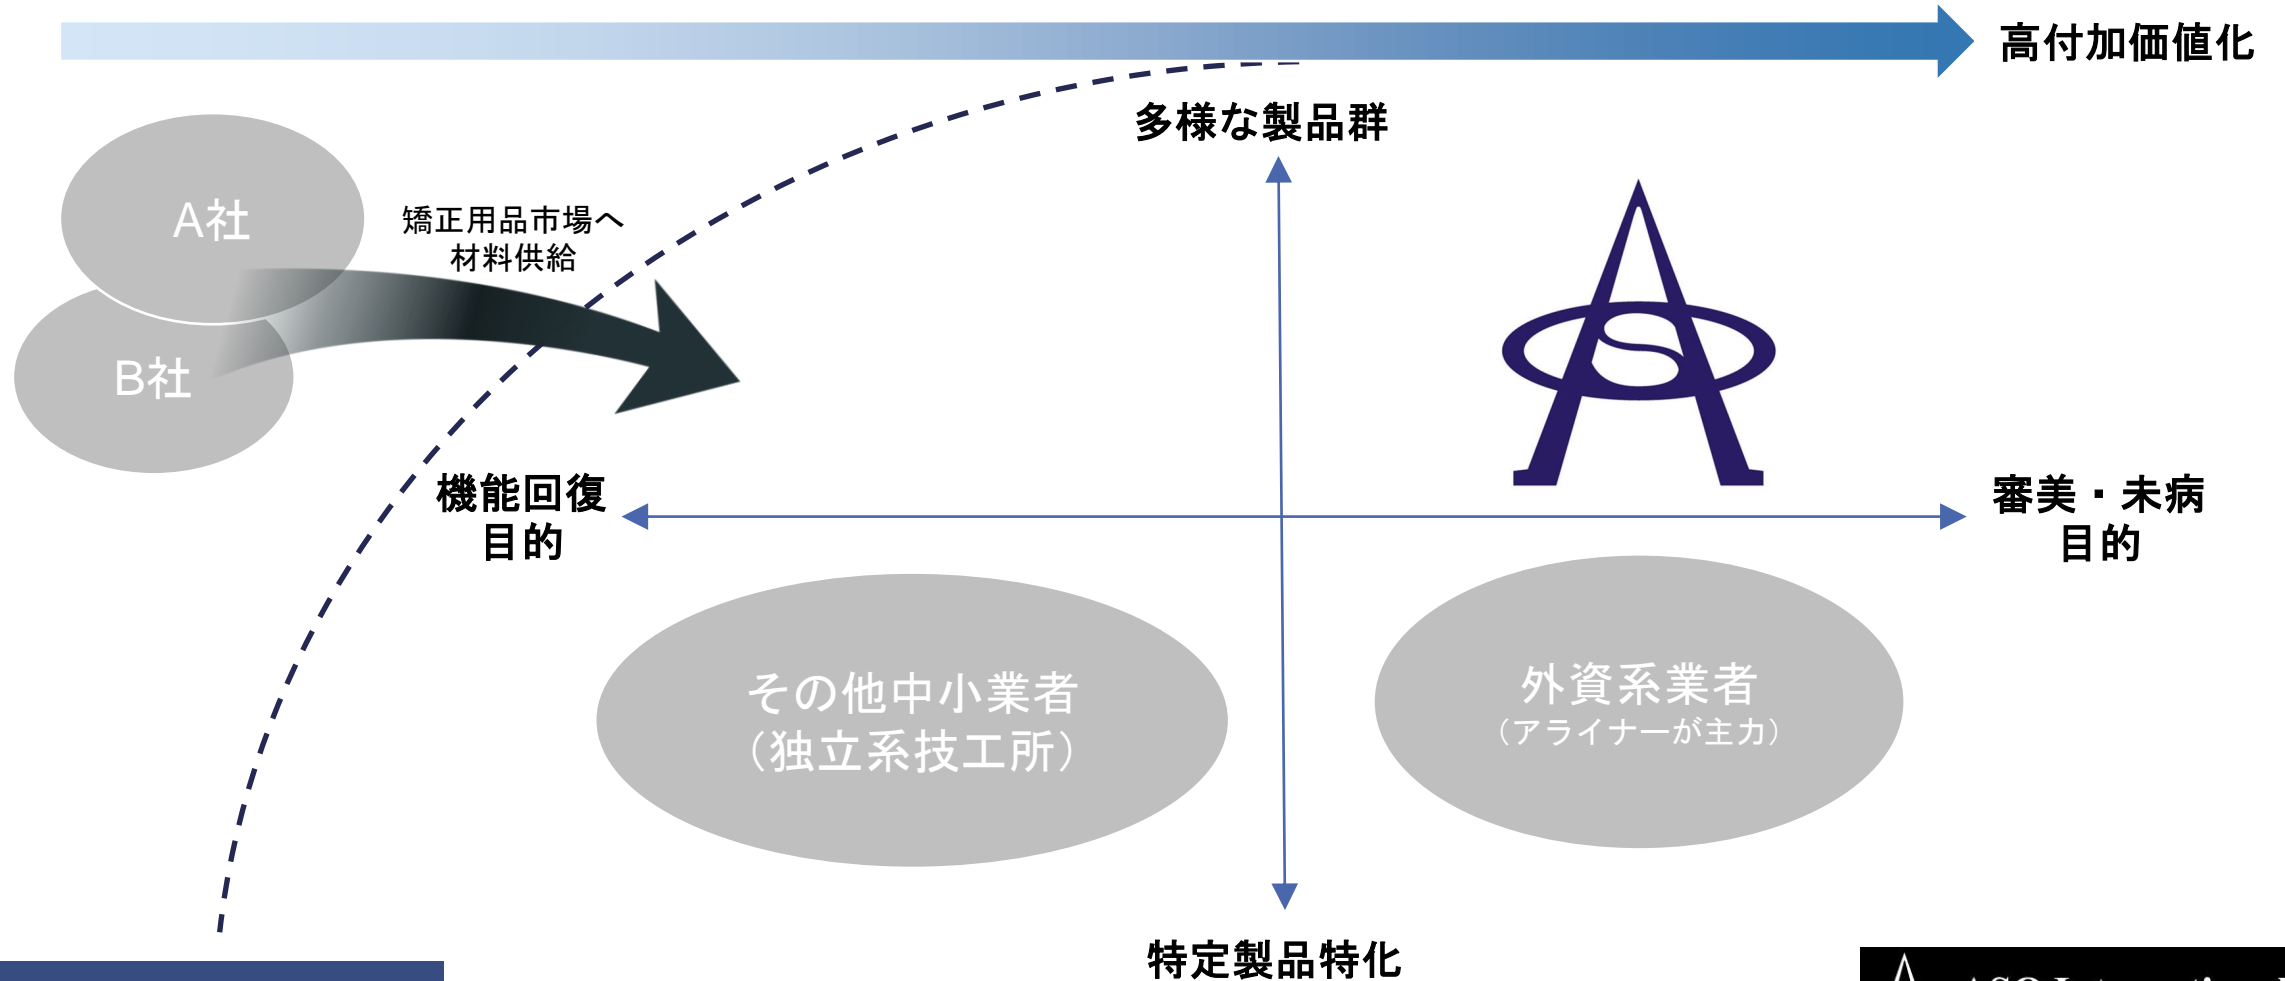 高付加価値化
多様な製品群
A社
矯正用品市場へ
材料供給
B社
機能回復
目的
審美・未病
目的
その他中小業者
（独立系技工所）
外資系業者
（アライナーが主力）
特定製品特化